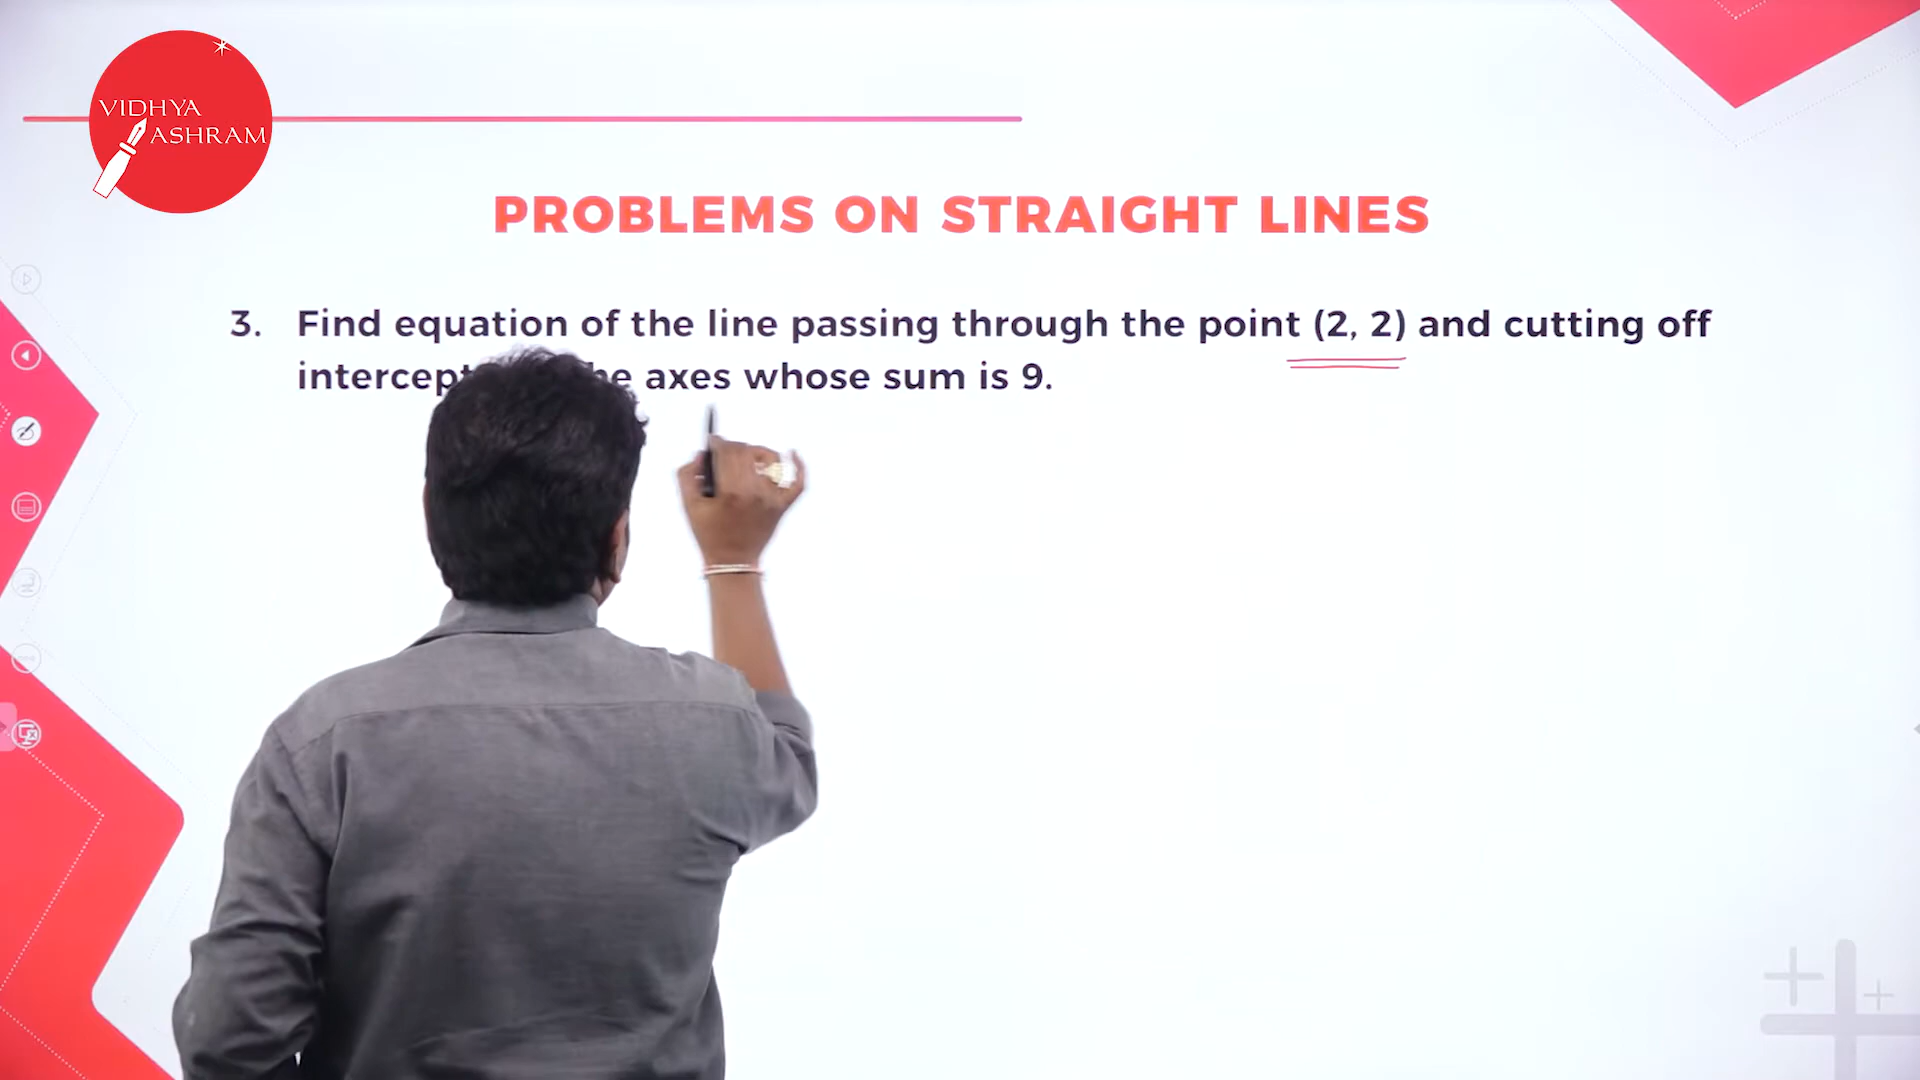 VIDHYA
ASHRAM
PROBLEMS ON STRAIGHT LINES
3. Find equation of the line passing through the point (2, 2) and cutting off
axes whose sum is 9.